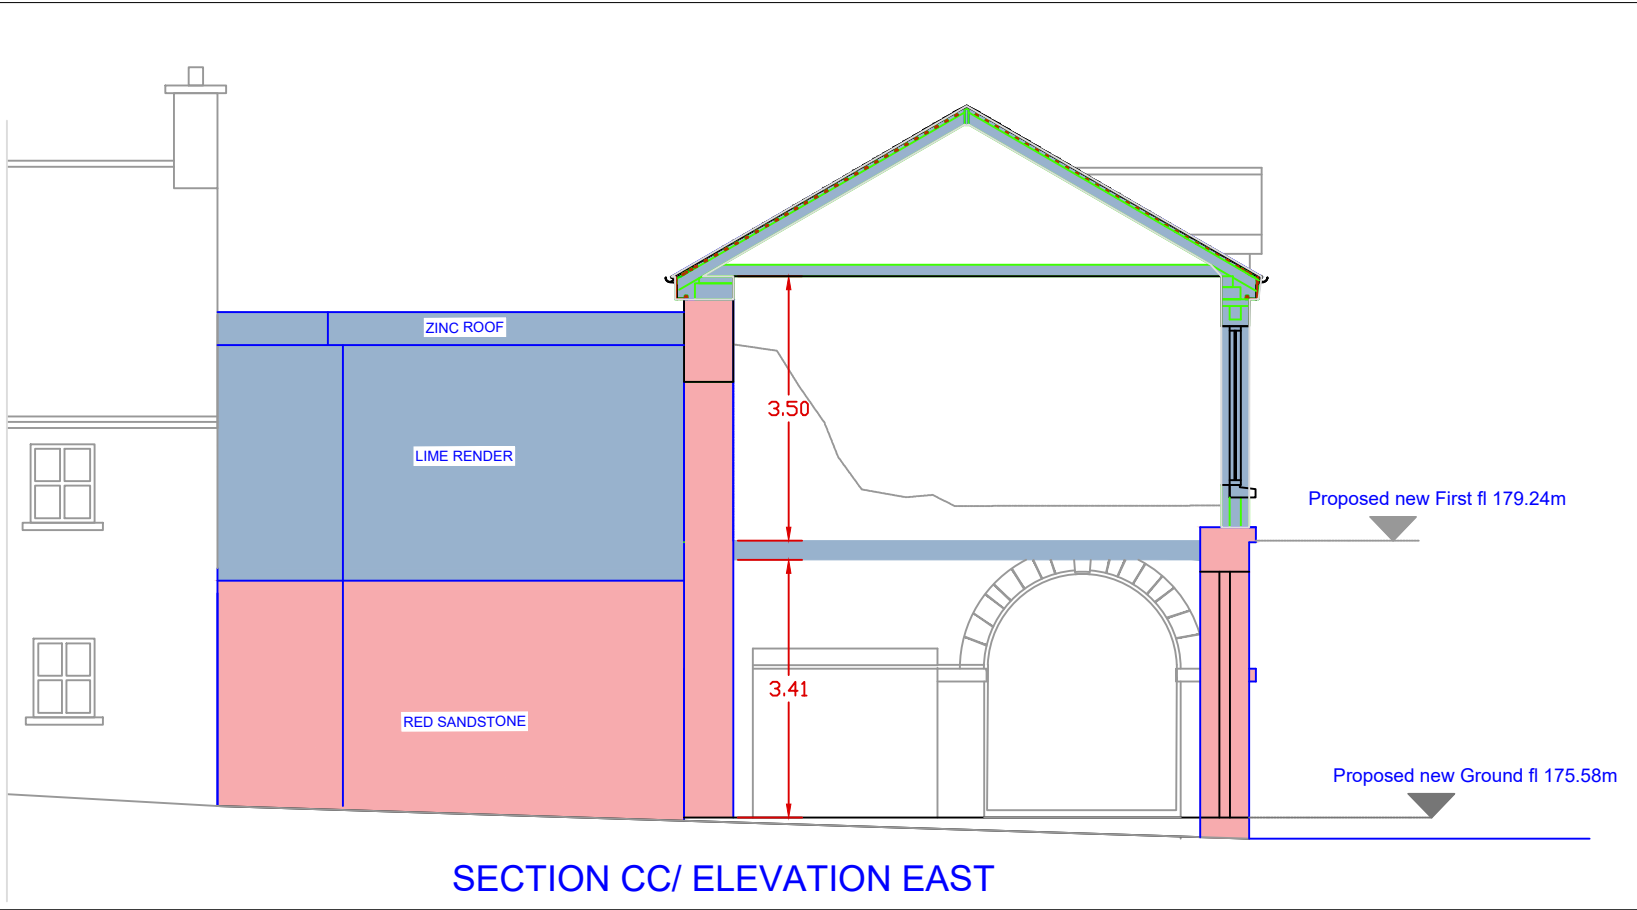 ZINC ROOF
LIME RENDER
3.50
Proposed new First fl 179.24m
3.41
RED SANDSTONE
Proposed new Ground fl 175.58m
SECTION CC/ ELEVATION EAST